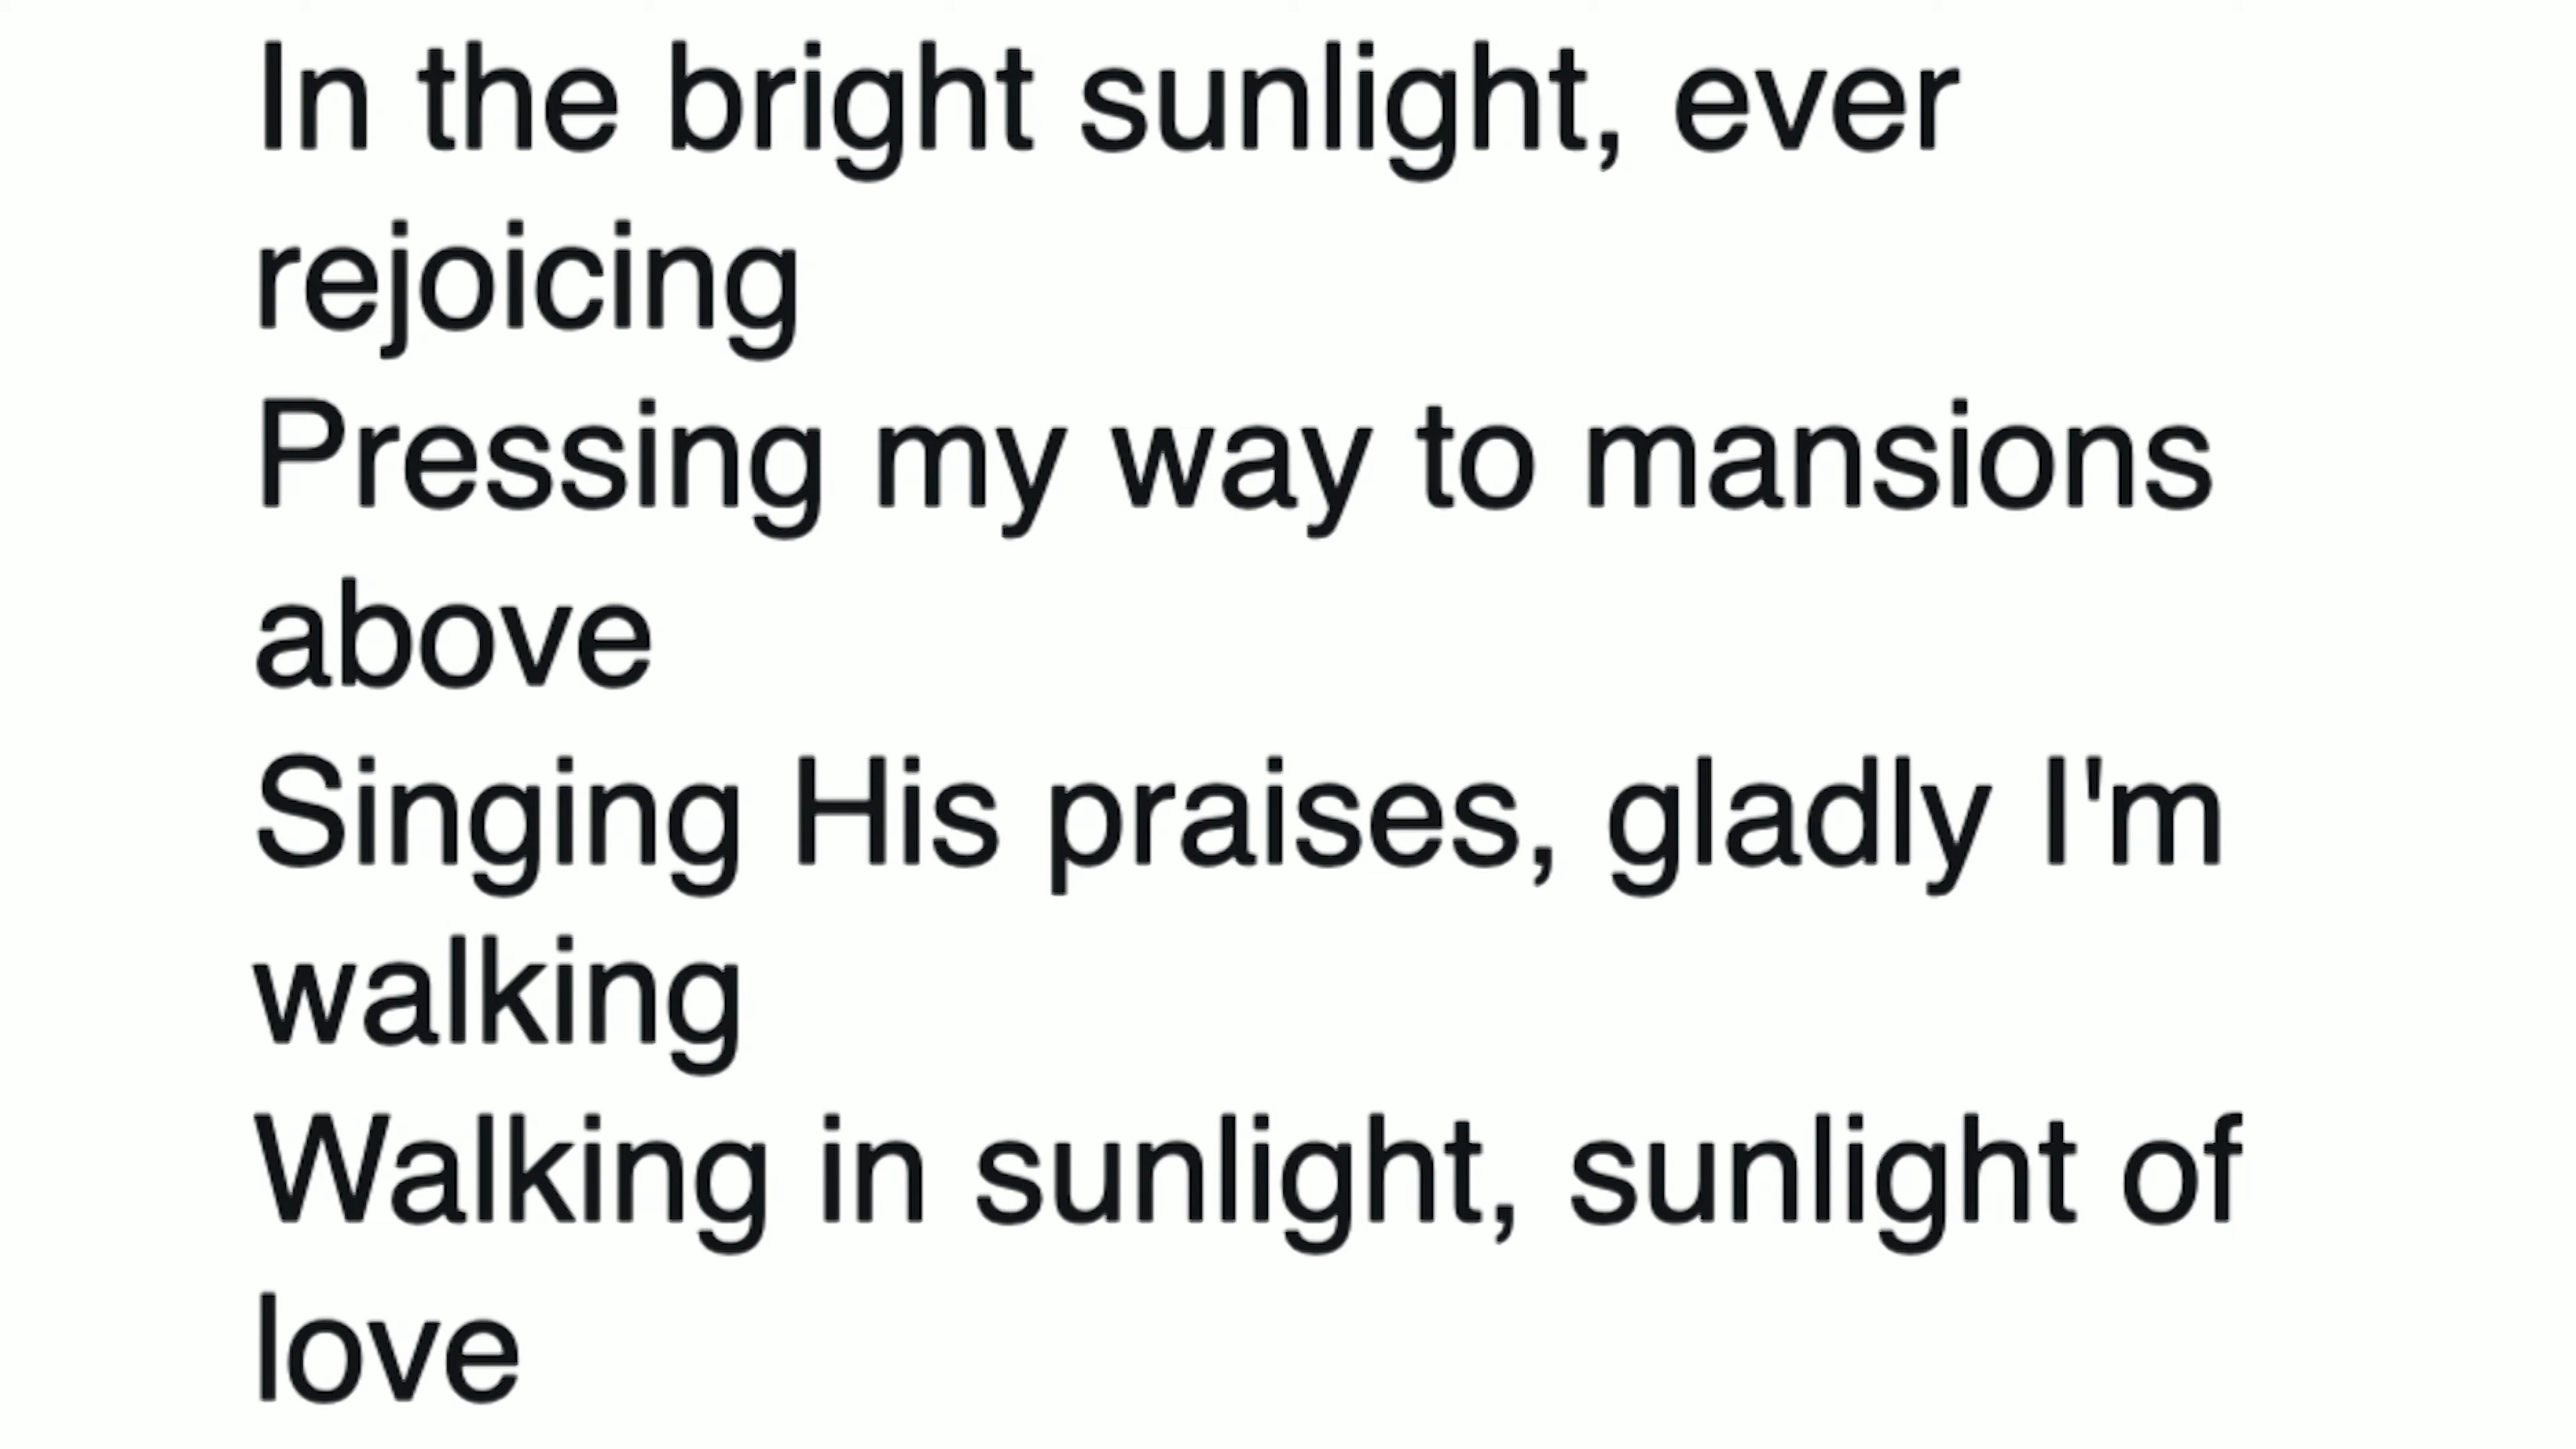 In the bright sunlight, ever
rejoicing
Pressing my way to mansions
above
Singing His praises, gladly I'm
walking
Walking in sunlight, sunlight of
love